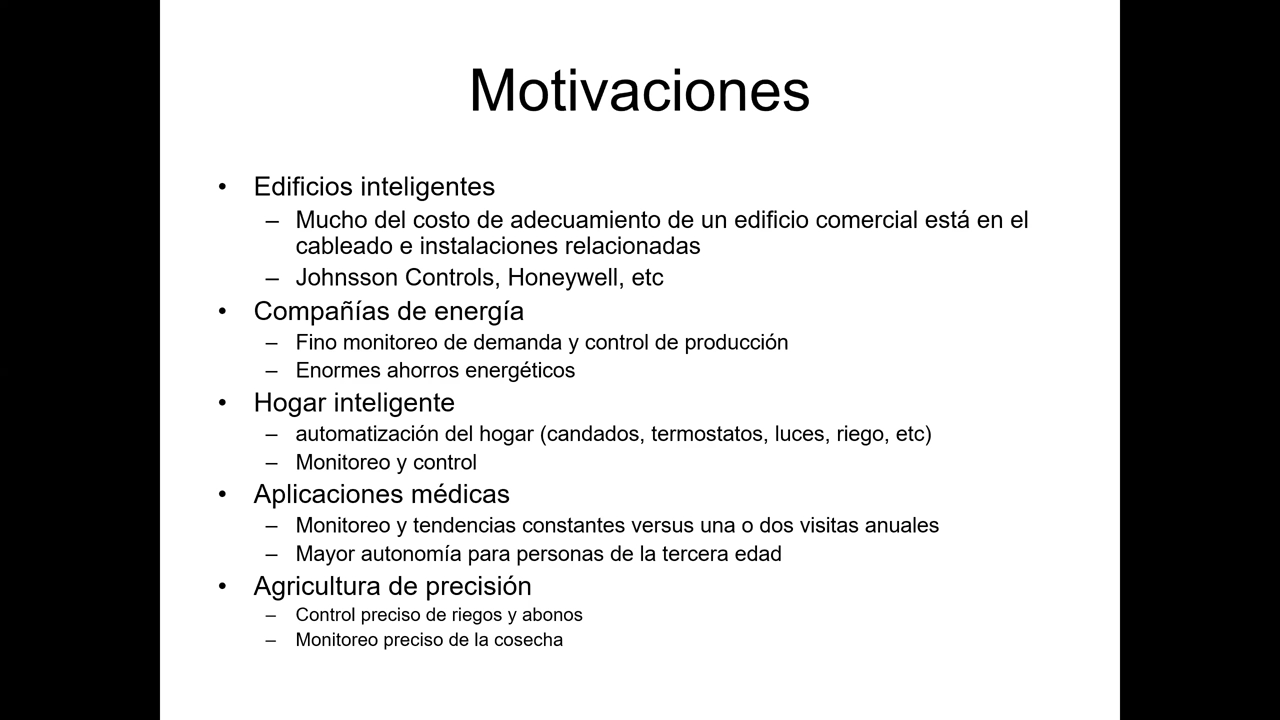 Motivaciones
• Edificios inteligentes
– Mucho del costo de adecuamiento de un edificio comercial está en el
cableado e instalaciones relacionadas
– Johnsson Controls, Honeywell, etc
• Compañías de energía
– Fino monitoreo de demanda y control de producción
– Enormes ahorros energéticos
• Hogar inteligente
– automatización del hogar (candados, termostatos, luces, riego, etc)
– Monitoreo y control
• Aplicaciones médicas
– Monitoreo y tendencias constantes versus una o dos visitas anuales
– Mayor autonomía para personas de la tercera edad
• Agricultura de precisión
– Control preciso de riegos y abonos
– Monitoreo preciso de la cosecha